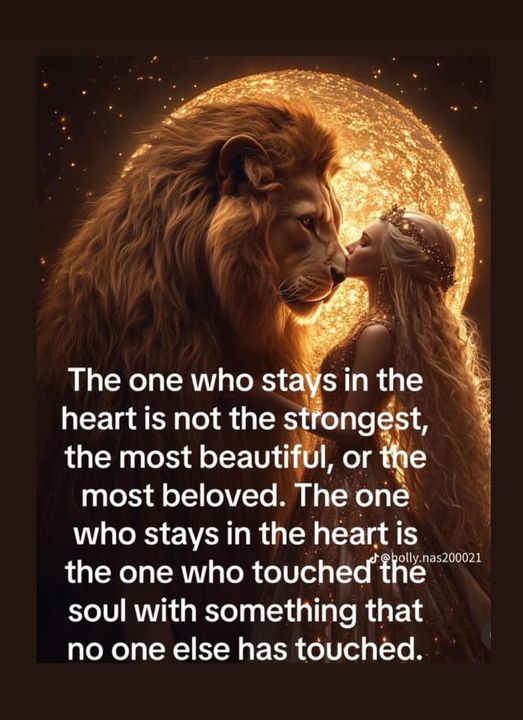 The one who stays in the
heart is not the strongest,
the most beautiful, or the
most beloved. The one
who stays in the heart is
@holly.nas200021
the one who touched the
soul with something that
no one else has touched.